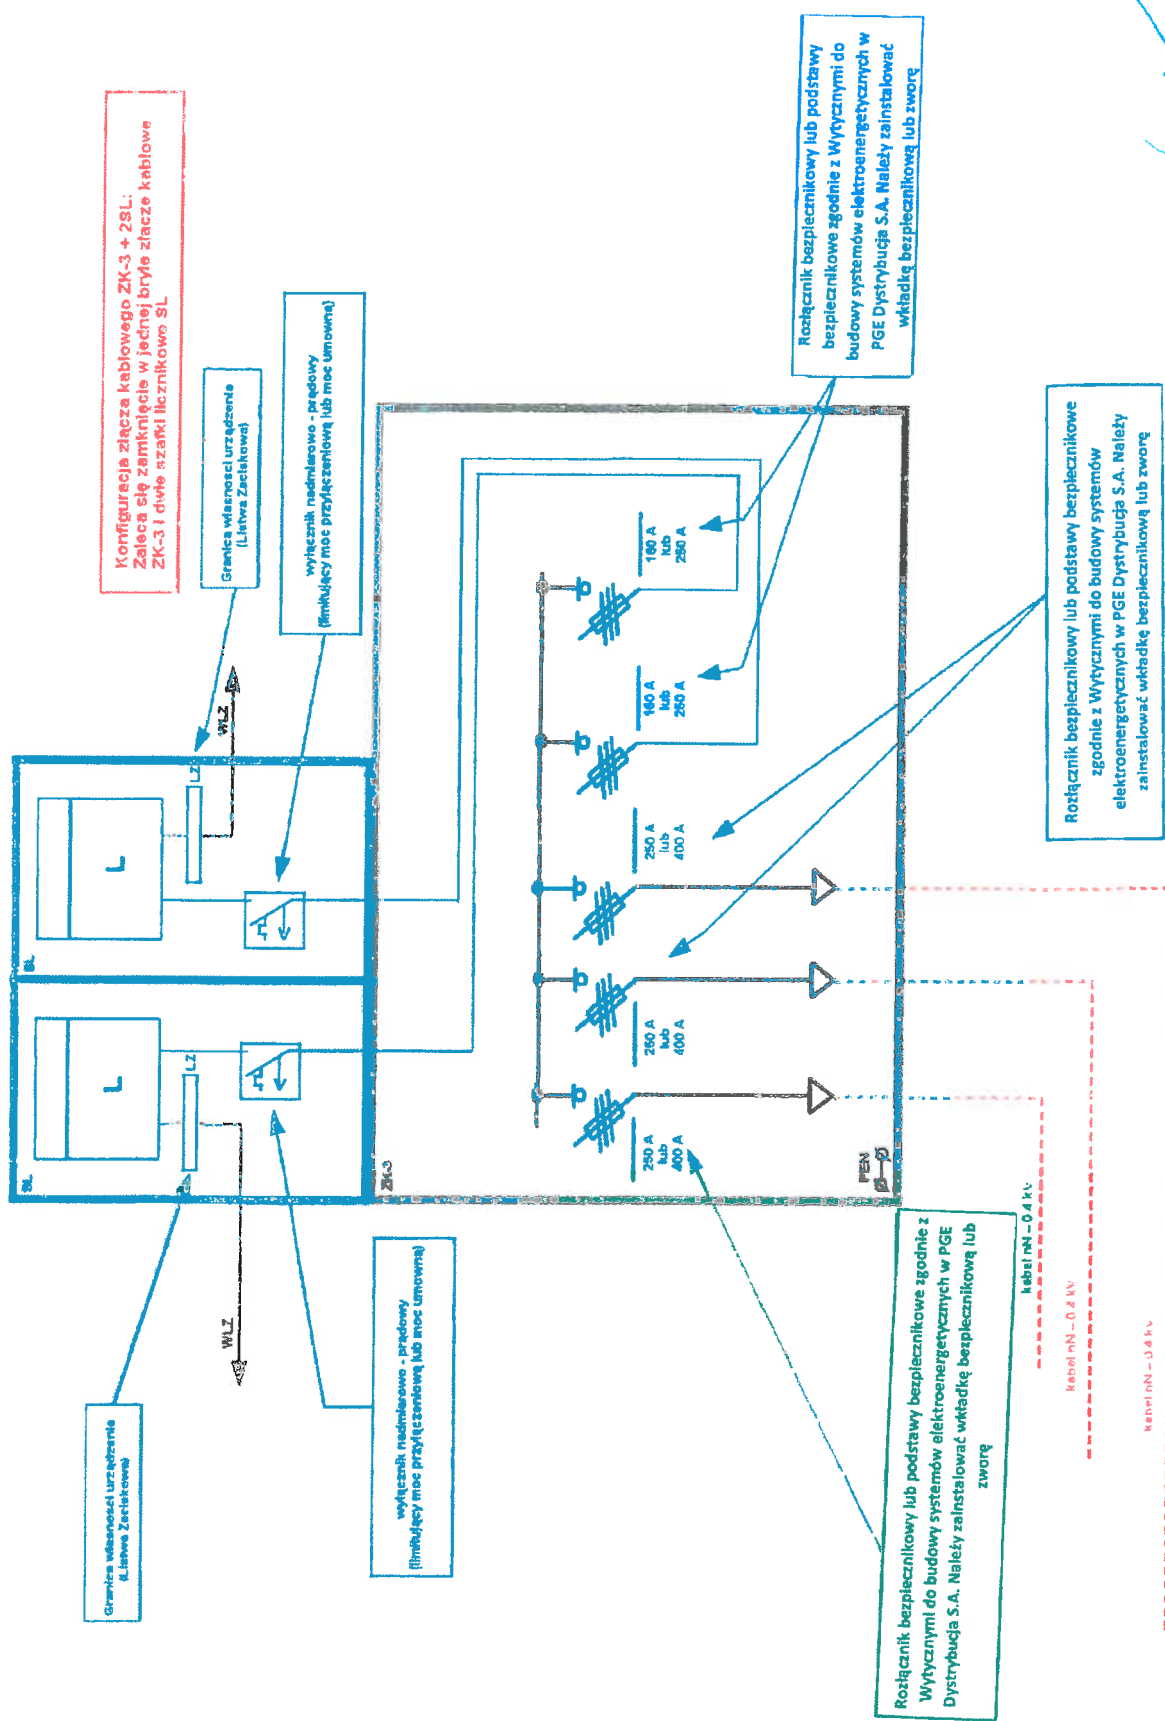 Konfiguracja złącza kablowego ZK-3 + 2SL:
Zaleca się zamknięcie w jednej bryle złącze kablowe
ZK-3 i dwie szafki licznikowe SL
Granica własności urządzenia
(Listwa Zaciskowa)
wyłącznik nadmiarowo - prądowy
(limitujący moc przyłączeniową lub moc umowną)
Rozłącznik bezpiecznikowy lub podstawy
bezpiecznikowe zgodnie z Wytycznymi do
budowy systemów elektroenergetycznych w
PGE Dystrybucja S.A. Należy zainstalować
wkładkę bezpiecznikową lub zworę
SL
L
LZ
WLZ
SL
L
LZ
WLZ
Granica własności urządzenia
(Listwa Zaciskowa)
wyłącznik nadmiarowo - prądowy
(limitujący moc przyłączeniową lub moc umowną)
ZK-3
250 A
lub
400 A
250 A
lub
400 A
250 A
lub
400 A
160 A
lub
250 A
160 A
lub
250 A
PEN
Rozłącznik bezpiecznikowy lub podstawy bezpiecznikowe
zgodnie z Wytycznymi do budowy systemów
elektroenergetycznych w PGE Dystrybucja S.A. Należy
zainstalować wkładkę bezpiecznikową lub zworę
Rozłącznik bezpiecznikowy lub podstawy bezpiecznikowe zgodnie z
Wytycznymi do budowy systemów elektroenergetycznych w PGE
Dystrybucja S.A. Należy zainstalować wkładkę bezpiecznikową lub
zworę
kabel nN - 0.4 kV
kabel nN - 0.4 kV
kabel nN - 0.4 kV